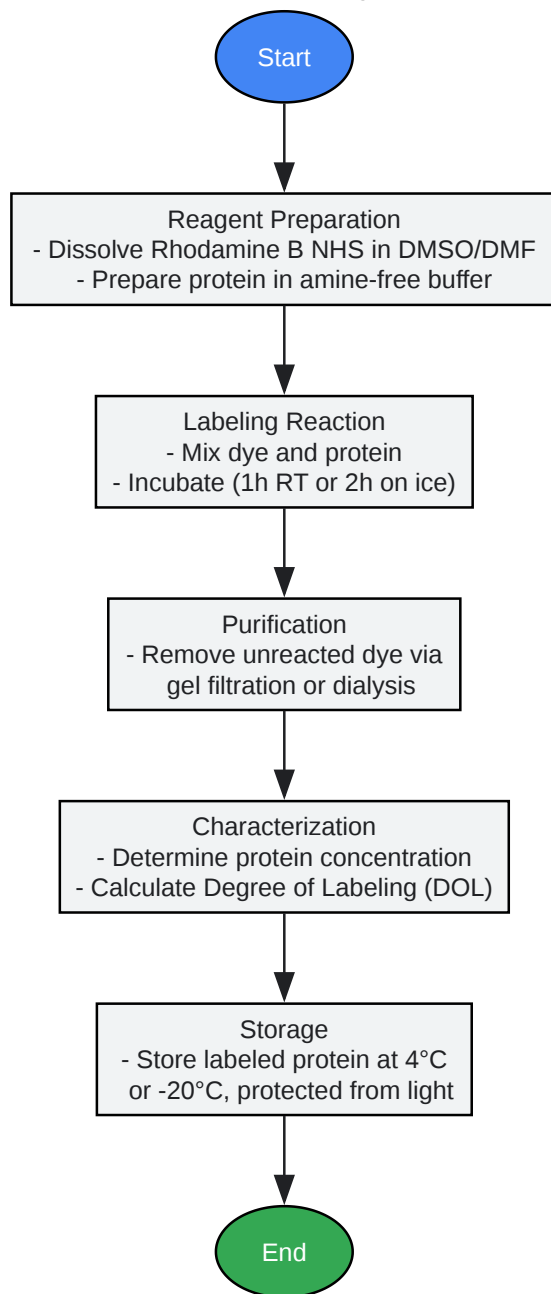 Start
Reagent Preparation
- Dissolve Rhodamine B NHS in DMSO/DMF
- Prepare protein in amine-free buffer
Labeling Reaction
- Mix dye and protein
- Incubate (1h RT or 2h on ice)
Purification
- Remove unreacted dye via
gel filtration or dialysis
Characterization
- Determine protein concentration
- Calculate Degree of Labeling (DOL)
Storage
- Store labeled protein at 4°C
or -20°C, protected from light
End